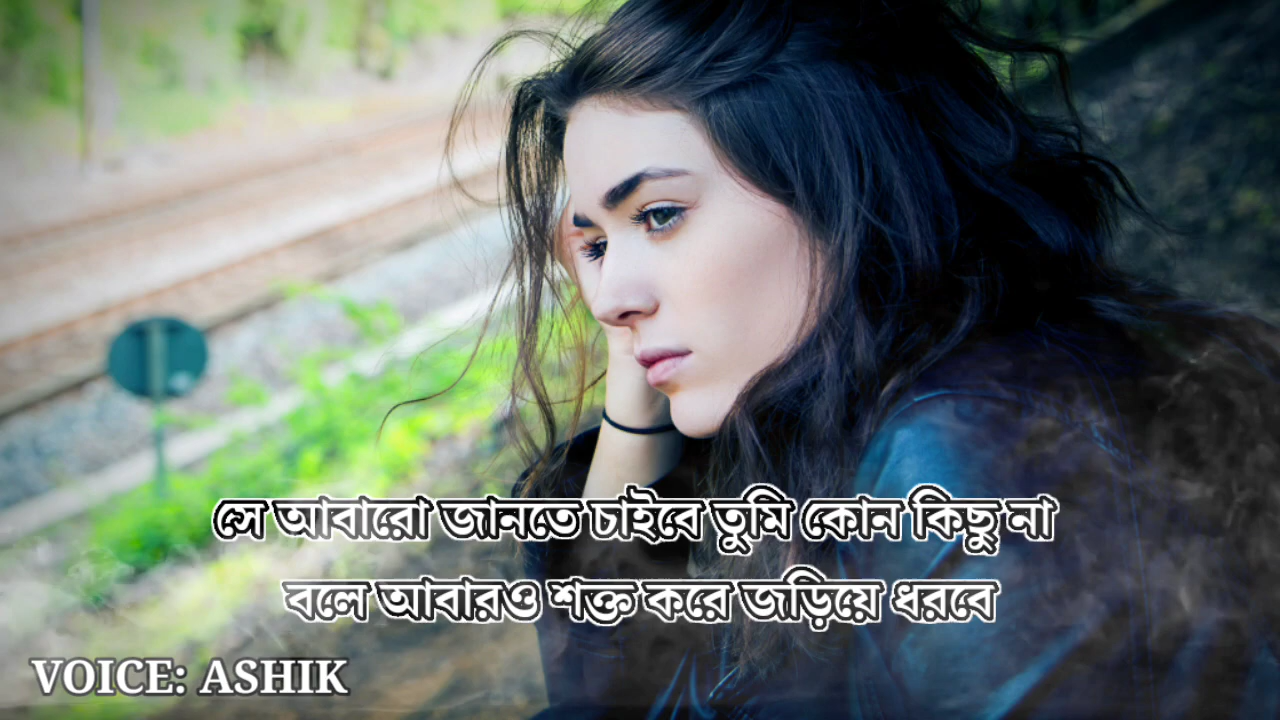 সে আবারো জানতে চাইবে তুমি কোন কিছু না
বলে আবারও শক্ত করে জড়িয়ে ধরবে
VOICE: ASHIK